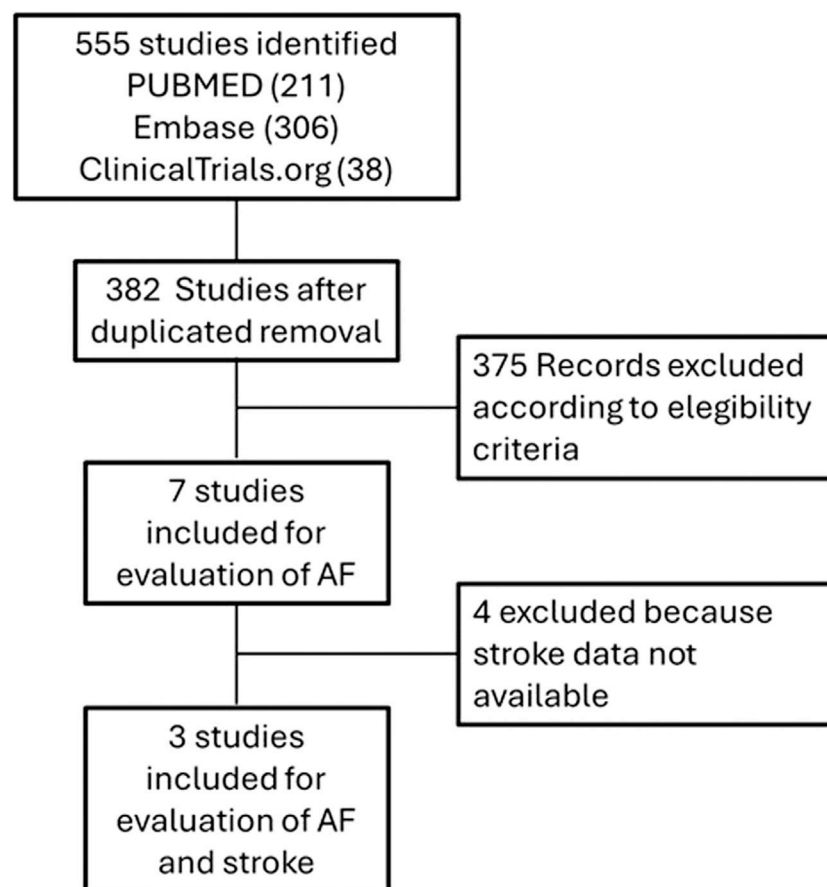 555 studies identified
PUBMED (211)
Embase (306)
ClinicalTrials.org (38)
382 Studies after
duplicated removal
375 Records excluded
according to elegibility
criteria
7 studies
included for
evaluation of AF
4 excluded because
stroke data not
available
3 studies
included for
evaluation of AF
and stroke